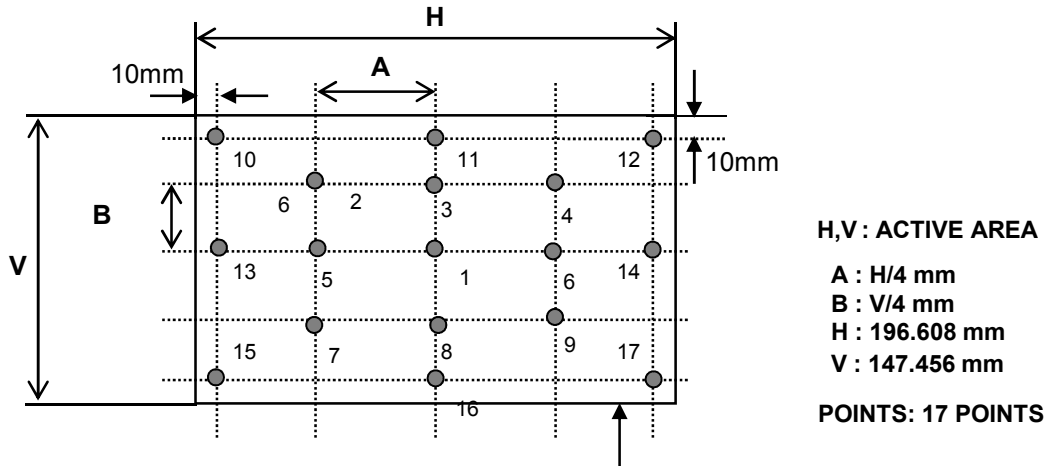 H
10mm
A
10
11
12
10mm
6
2
3
4
B
V
13
5
1
6
14
15
7
8
9
17
16
H,V : ACTIVE AREA
A : H/4 mm
B : V/4 mm
H : 196.608 mm
V : 147.456 mm
POINTS: 17 POINTS